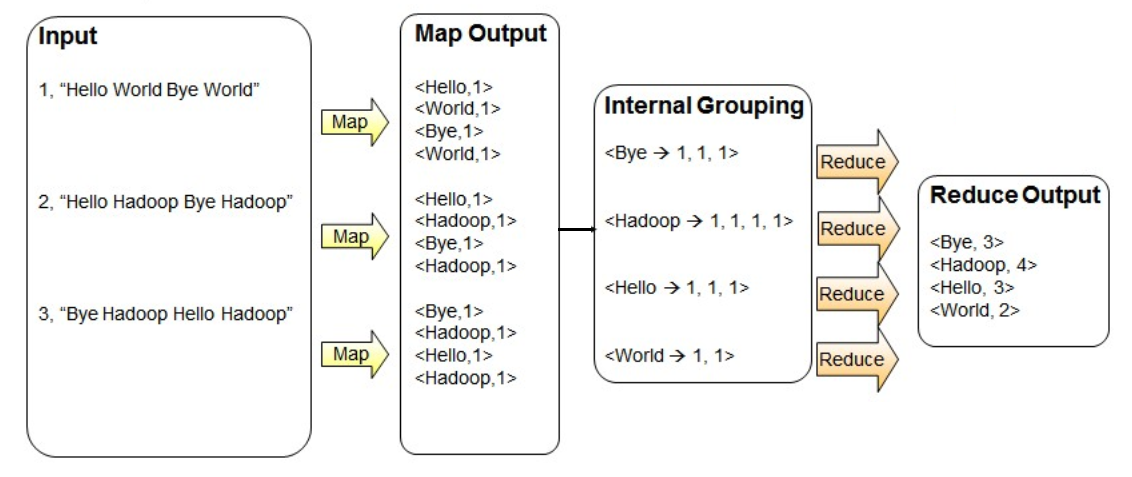 Input
1, “Hello World Bye World”
2, “Hello Hadoop Bye Hadoop”
3, “Bye Hadoop Hello Hadoop”
Map
Map
Map
Map Output
<Hello,1>
<World,1>
<Bye,1>
<World,1>
<Hello,1>
<Hadoop,1>
<Bye,1>
<Hadoop,1>
<Bye,1>
<Hadoop,1>
<Hello,1>
<Hadoop,1>
Internal Grouping
<Bye → 1, 1, 1>
<Hadoop → 1, 1, 1, 1>
<Hello → 1, 1, 1>
<World → 1, 1>
Reduce
Reduce
Reduce
Reduce
Reduce Output
<Bye, 3>
<Hadoop, 4>
<Hello, 3>
<World, 2>